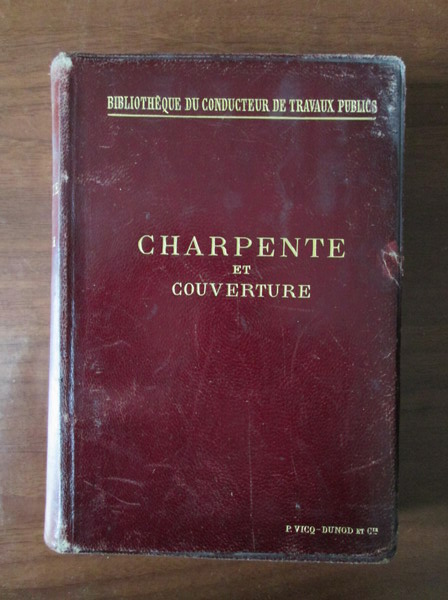 BIBLIOTHÈQUE DU CONDUCTEUR DE TRAVAUX PUBLICS
CHARPENTE
ET
COUVERTURE
P. VICQ-DUNOD ET Cie